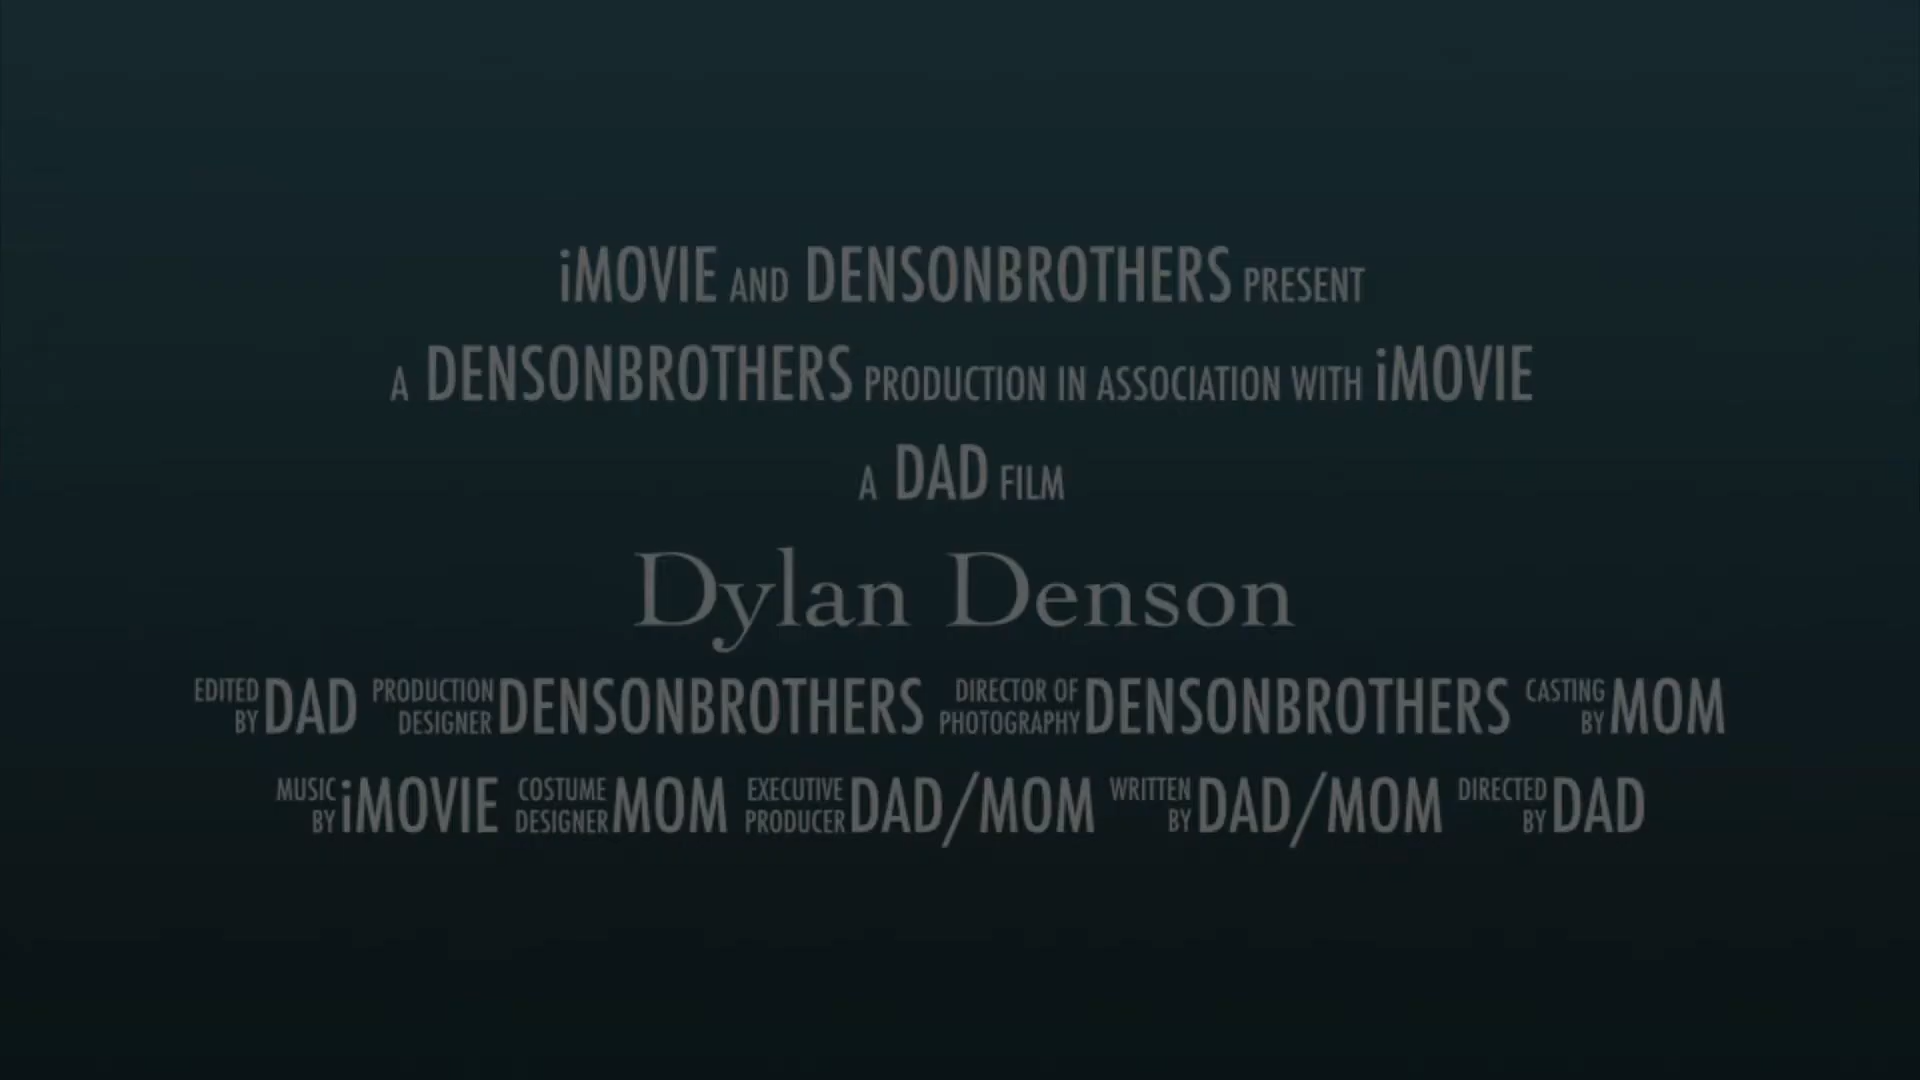 iMOVIE AND DENSONBROTHERS PRESENT
A DENSONBROTHERS PRODUCTION IN ASSOCIATION WITH iMOVIE
A DAD FILM
Dylan Denson
EDITED BY DAD PRODUCTION DESIGNER DENSONBROTHERS DIRECTOR OF PHOTOGRAPHY DENSONBROTHERS CASTING BY MOM
MUSIC BY iMOVIE COSTUME DESIGNER MOM EXECUTIVE PRODUCER DAD/MOM WRITTEN BY DAD/MOM DIRECTED BY DAD